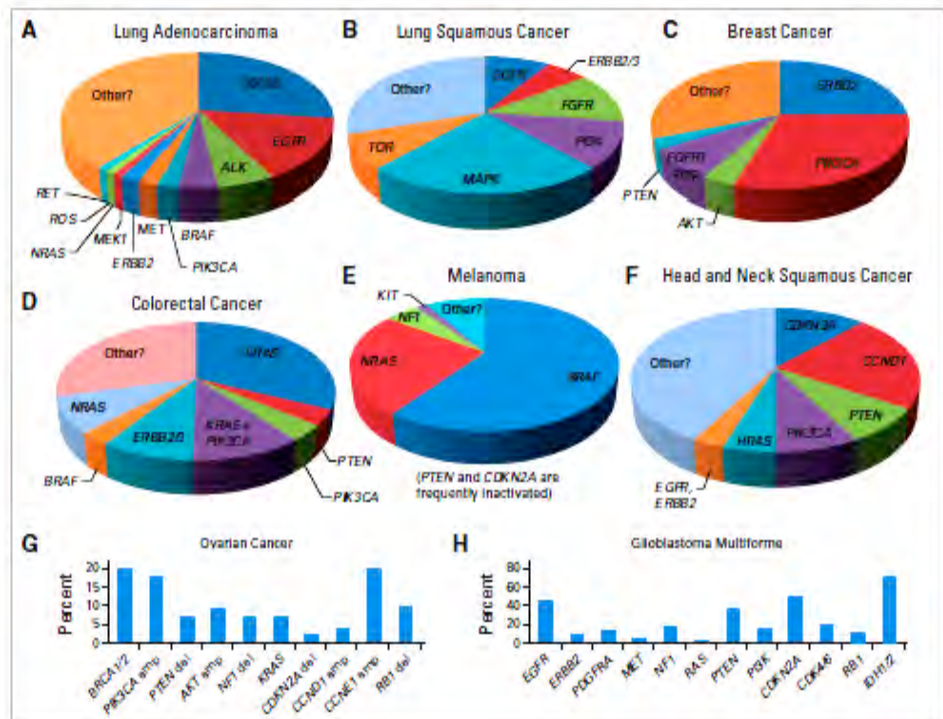 A
Lung Adenocarcinoma
Other?
EGFR
ALK
BRAF
PIK3CA
MET
ERBB2
MEK1
NRAS
ROS
RET
B
Lung Squamous Cancer
ERBB2/3
FGFR
PI3K
MAPK
TOR
Other?
C
Breast Cancer
ERBB2
AKT
PTEN
FGFR1
Other?
D
Colorectal Cancer
KRAS
PTEN
PIK3CA
KRAS +
PIK3CA
ERBB2/3
BRAF
NRAS
Other?
E
Melanoma
BRAF
NRAS
NF1
KIT
Other?
(PTEN and CDKN2A are
frequently inactivated)
F
Head and Neck Squamous Cancer
CDKN2A
CCND1
PTEN
PIK3CA
HRAS
EGFR,
ERBB2
Other?
G
Ovarian Cancer
Percent
20
15
10
5
0
BRCA1/2
PIK3CA amp
PTEN del
AKT amp
NF1 del
KRAS
CDKN2A del
CCND1 amp
CCNE1 amp
RB1 del
H
Glioblastoma Multiforme
Percent
80
60
40
20
0
EGFR
ERBB2
PDGFRA
MET
NF1
RAS
PTEN
PI3K
CDKN2A
CDK4/6
RB1
IDH1/2